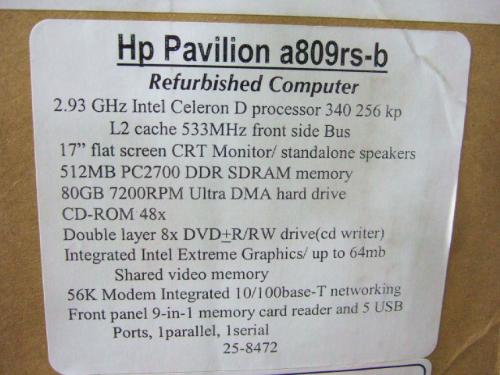 Hp Pavilion a809rs-b
Refurbished Computer
2.93 GHz Intel Celeron D processor 340 256 kp
L2 cache 533MHz front side Bus
17” flat screen CRT Monitor/ standalone speakers
512MB PC2700 DDR SDRAM memory
80GB 7200RPM Ultra DMA hard drive
CD-ROM 48x
Double layer 8x DVD±R/RW drive(cd writer)
Integrated Intel Extreme Graphics/ up to 64mb
Shared video memory
56K Modem Integrated 10/100base-T networking
Front panel 9-in-1 memory card reader and 5 USB
Ports, 1parallel, 1serial
25-8472